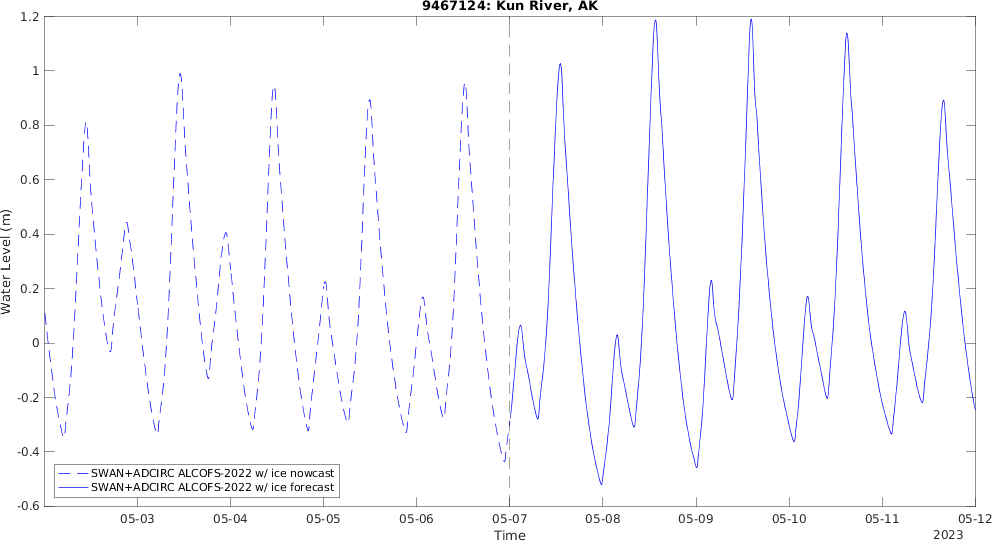 9467124: Kun River, AK
1.2
1
0.8
0.6
0.4
0.2
0
-0.2
-0.4
-0.6
Water Level (m)
SWAN+ADCIRC ALCOFS-2022 w/ ice nowcast
SWAN+ADCIRC ALCOFS-2022 w/ ice forecast
05-03 05-04 05-05 05-06 05-07 05-08 05-09 05-10 05-11 05-12
Time
2023